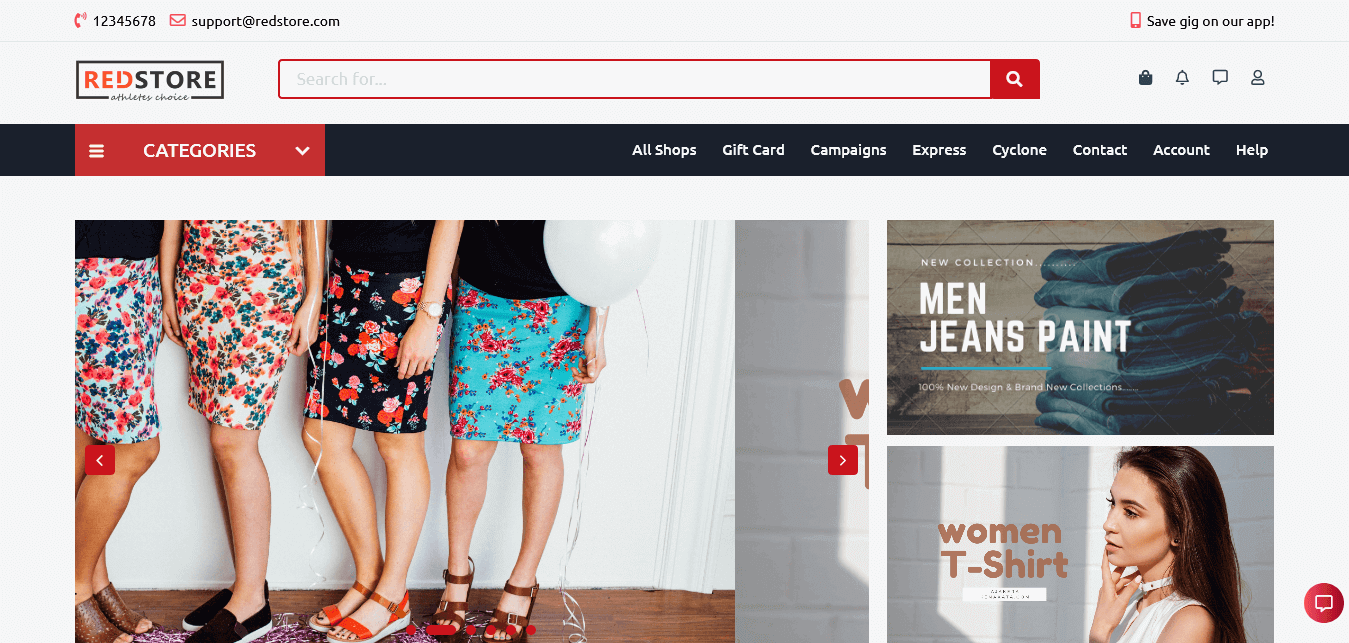 12345678
support@redstore.com
Save gig on our app!
REDSTORE
athletes choice
Search for...
CATEGORIES
All Shops
Gift Card
Campaigns
Express
Cyclone
Contact
Account
Help
NEW COLLECTION..........
MEN
JEANS PAINT
100% New Design & Brand New Collections.......
women
T-Shirt